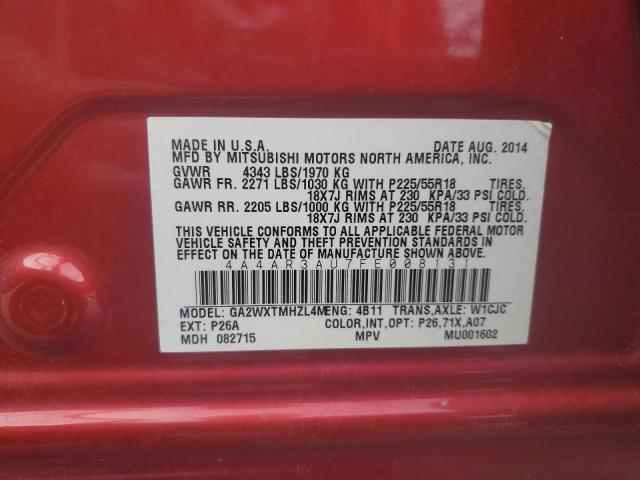 MADE IN U.S.A. DATE AUG. 2014
MFD BY MITSUBISHI MOTORS NORTH AMERICA, INC.
GVWR 4343 LBS/1970 KG
GAWR FR. 2271 LBS/1030 KG WITH P225/55R18 TIRES,
18X7J RIMS AT 230 KPA/33 PSI COLD.
GAWR RR. 2205 LBS/1000 KG WITH P225/55R18 TIRES,
18X7J RIMS AT 230 KPA/33 PSI COLD.
THIS VEHICLE CONFORMS TO ALL APPLICABLE FEDERAL MOTOR
VEHICLE SAFETY AND THEFT PREVENTION STANDARDS IN
EFFECT ON THE DATE OF MANUFACTURE SHOWN ABOVE.
4A4AR3AU7FE008131
MODEL: GA2WXTMHZL4M ENG: 4B11 TRANS,AXLE: W1CJC
EXT: P26A COLOR,INT,OPT: P26,71X,A07
MDH 082715 MPV MU001602